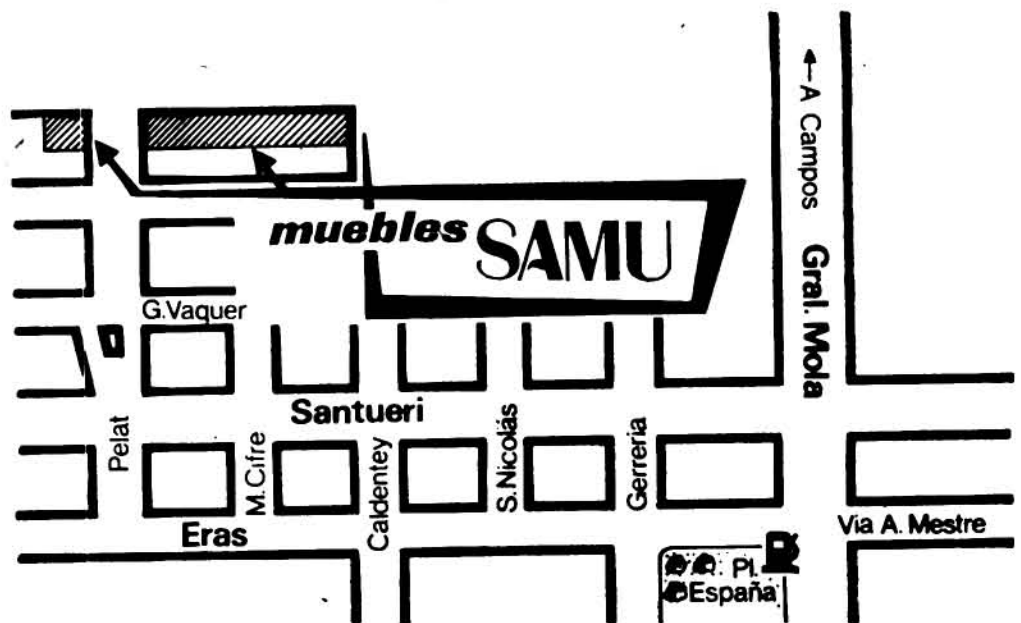 ← A Campos
Gral. Mola
muebles SAMU
G.Vaquer
Santueri
Pelat
M. Cifre
Caldentey
S.Nicolás
Gerreria
Eras
Via A. Mestre
Pl.
España